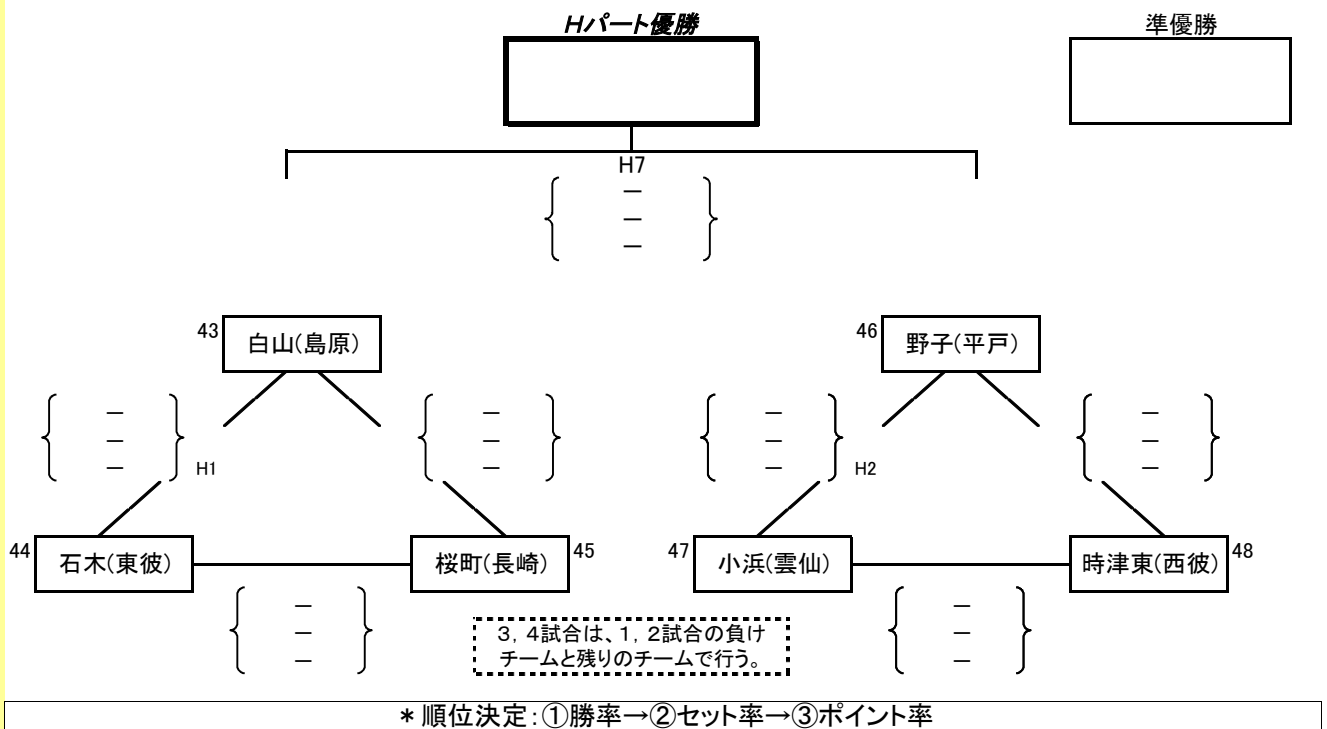 Hパート優勝
準優勝
H7
－
－
－
43
白山(島原)
46
野子(平戸)
－
－
－
H1
－
－
－
－
－
－
H2
－
－
－
44
石木(東彼)
桜町(長崎)
45
47
小浜(雲仙)
時津東(西彼)
48
－
－
－
3，4試合は、1，2試合の負け
チームと残りのチームで行う。
－
－
－
＊順位決定：①勝率→②セット率→③ポイント率